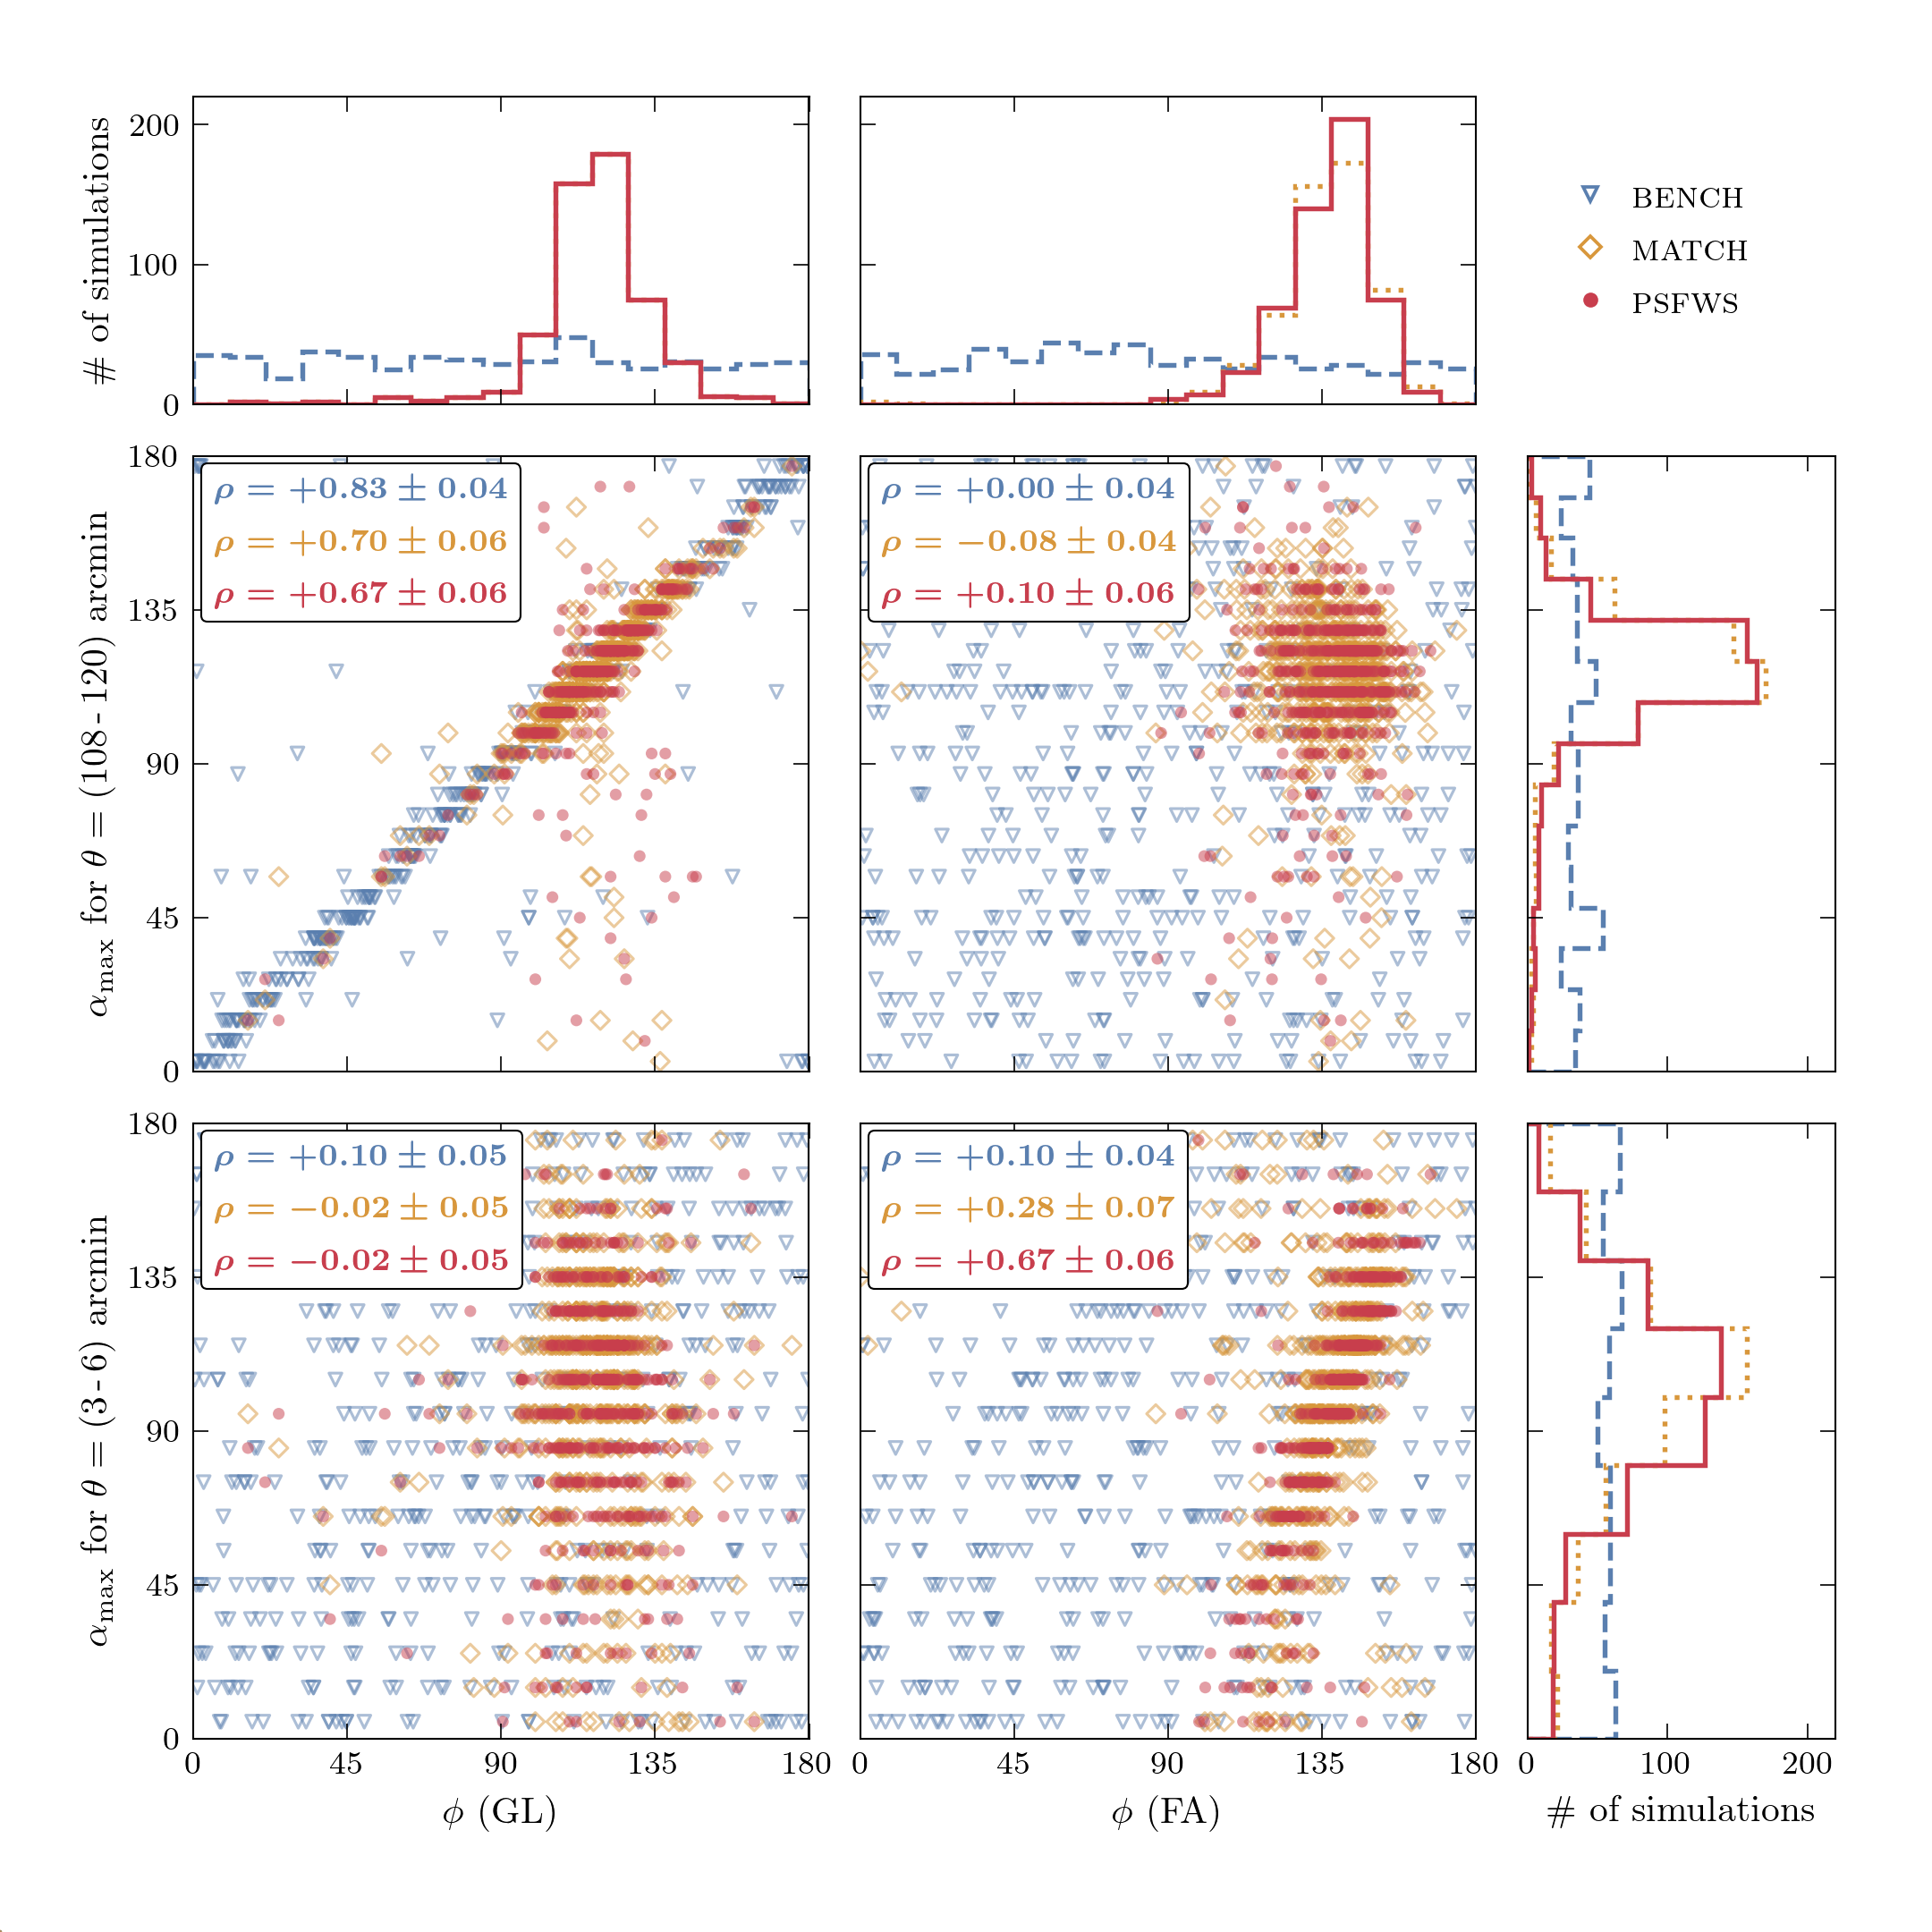 # of simulations
200
100
0
BENCH
MATCH
PSFWS
α_max for θ = (108 - 120) arcmin
180
135
90
45
0
ρ = +0.83 ± 0.04
ρ = +0.70 ± 0.06
ρ = +0.67 ± 0.06
ρ = +0.00 ± 0.04
ρ = −0.08 ± 0.04
ρ = +0.10 ± 0.06
α_max for θ = (3 - 6) arcmin
180
135
90
45
0
ρ = +0.10 ± 0.05
ρ = −0.02 ± 0.05
ρ = −0.02 ± 0.05
ρ = +0.10 ± 0.04
ρ = +0.28 ± 0.07
ρ = +0.67 ± 0.06
0 45 90 135 180
0 45 90 135 180
0 100 200
ϕ (GL)
ϕ (FA)
# of simulations